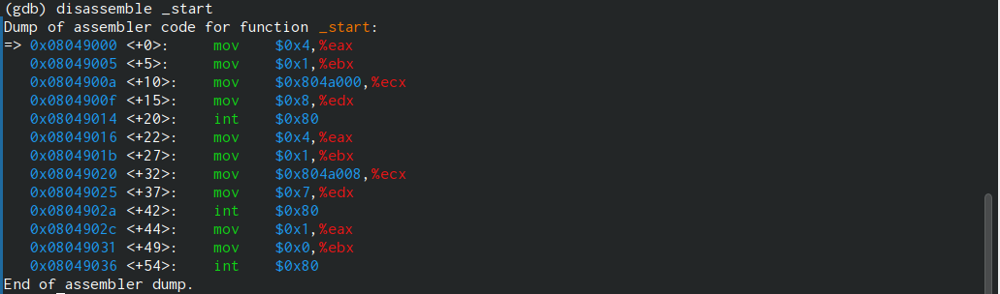 (gdb) disassemble _start
Dump of assembler code for function _start:
=> 0x08049000 <+0>:     mov    $0x4,%eax
   0x08049005 <+5>:     mov    $0x1,%ebx
   0x0804900a <+10>:    mov    $0x804a000,%ecx
   0x0804900f <+15>:    mov    $0x8,%edx
   0x08049014 <+20>:    int    $0x80
   0x08049016 <+22>:    mov    $0x4,%eax
   0x0804901b <+27>:    mov    $0x1,%ebx
   0x08049020 <+32>:    mov    $0x804a008,%ecx
   0x08049025 <+37>:    mov    $0x7,%edx
   0x0804902a <+42>:    int    $0x80
   0x0804902c <+44>:    mov    $0x1,%eax
   0x08049031 <+49>:    mov    $0x0,%ebx
   0x08049036 <+54>:    int    $0x80
End of assembler dump.